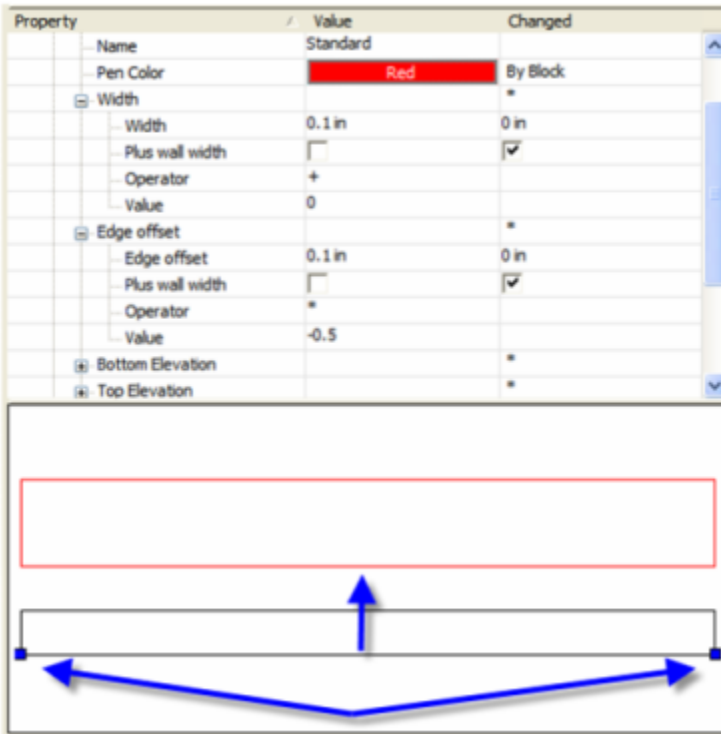 Property Value Changed
Name Standard
Pen Color Red By Block
Width *
Width 0.1 in 0 in
Plus wall width
Operator +
Value 0
Edge offset *
Edge offset 0.1 in 0 in
Plus wall width
Operator *
Value -0.5
Bottom Elevation *
Top Elevation *